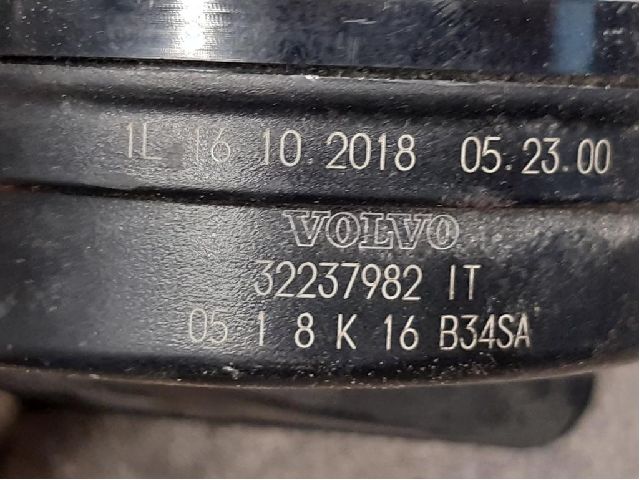 1L 16 10.2018 05.23.00
VOLVO
32237982 IT
05 1 8 K 16 B34SA